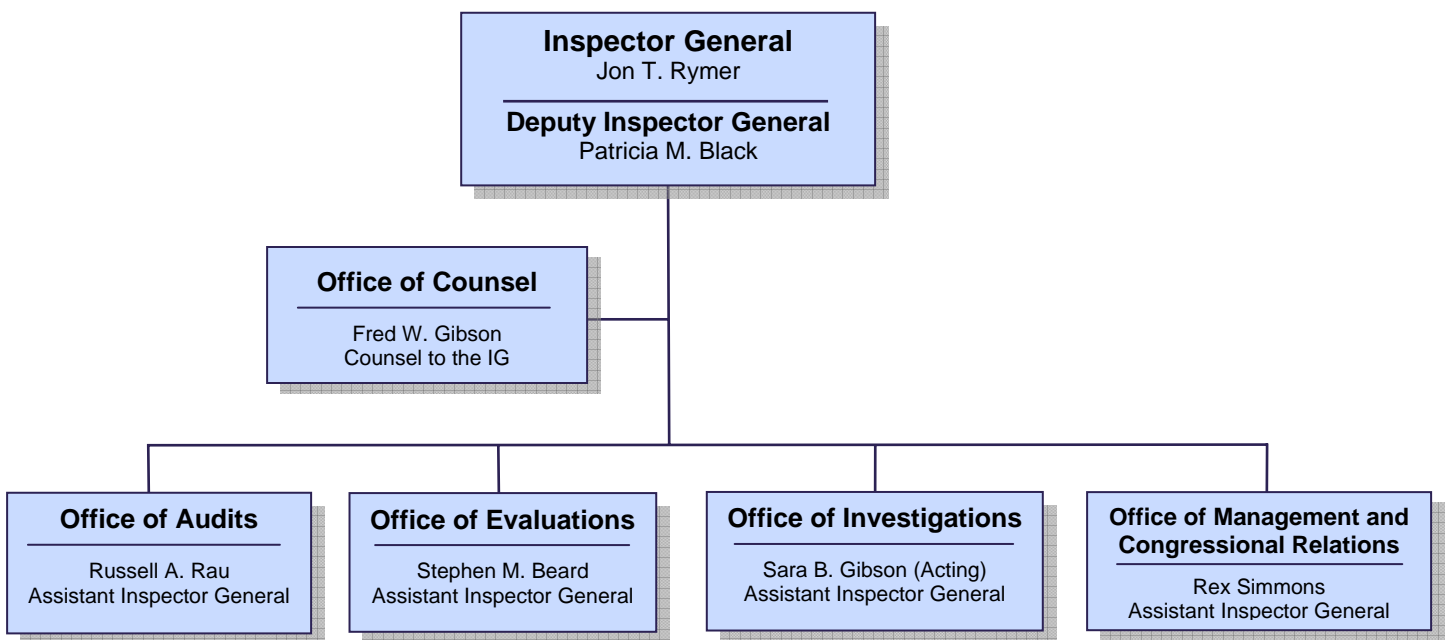 Inspector General
Jon T. Rymer
Deputy Inspector General
Patricia M. Black
Office of Counsel
Fred W. Gibson
Counsel to the IG
Office of Audits
Russell A. Rau
Assistant Inspector General
Office of Evaluations
Stephen M. Beard
Assistant Inspector General
Office of Investigations
Sara B. Gibson (Acting)
Assistant Inspector General
Office of Management and
Congressional Relations
Rex Simmons
Assistant Inspector General